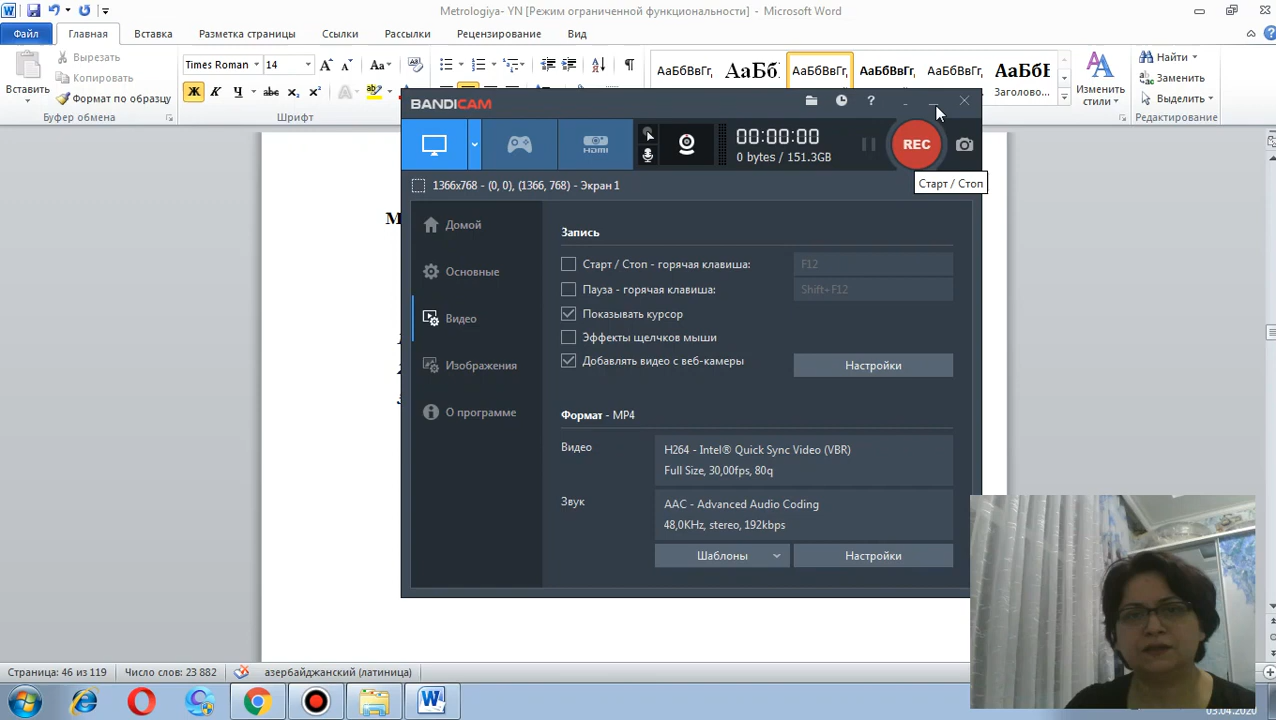 Metrologiya- YN [Режим ограниченной функциональности] - Microsoft Word
Файл Главная Вставка Разметка страницы Ссылки Рассылки Рецензирование Вид
Вставить
Вырезать
Копировать
Формат по образцу
Буфер обмена
Times Roman 14
Ж К Ч
Шрифт
АаБбВвГг, АаБбВ АаБбВвГг, АаБбВвГг, АаБбВвГг, АаБбВ
Заголово...
Изменить
стили
Найти
Заменить
Выделить
Редактирование
М
BANDICAM
HDMI
00:00:00
0 bytes / 151.3GB
REC
Старт / Стоп
1366x768 - (0, 0), (1366, 768) - Экран 1
Домой
Основные
Видео
Изображения
О программе
Запись
Старт / Стоп - горячая клавиша: F12
Пауза - горячая клавиша: Shift+F12
Показывать курсор
Эффекты щелчков мыши
Добавлять видео с веб-камеры Настройки
Формат - MP4
Видео
H264 - Intel® Quick Sync Video (VBR)
Full Size, 30,00fps, 80q
Звук
AAC - Advanced Audio Coding
48,0KHz, stereo, 192kbps
Шаблоны Настройки
Страница: 46 из 119 Число слов: 23 882 азербайджанский (латиница)
03.04.2020